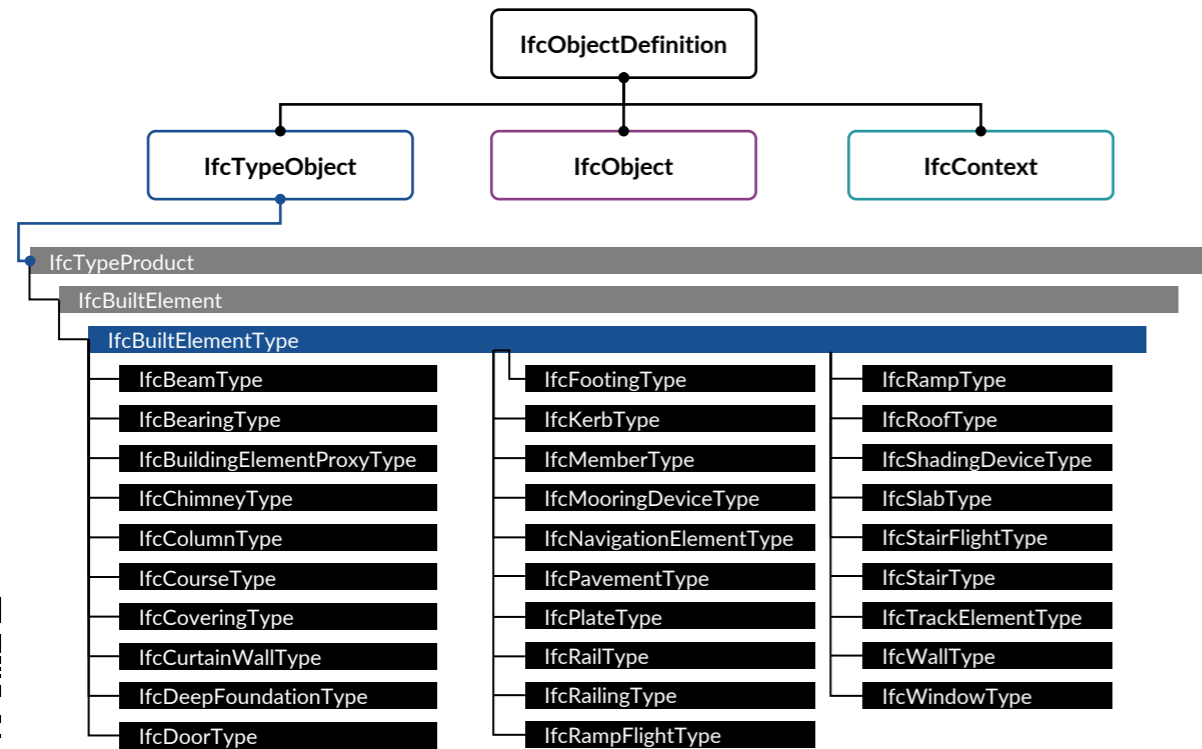 IfcObjectDefinition
IfcTypeObject
IfcObject
IfcContext
IfcTypeProduct
IfcBuiltElement
IfcBuiltElementType
IfcBeamType
IfcBearingType
IfcBuildingElementProxyType
IfcChimneyType
IfcColumnType
IfcCourseType
IfcCoveringType
IfcCurtainWallType
IfcDeepFoundationType
IfcDoorType
IfcFootingType
IfcKerbType
IfcMemberType
IfcMooringDeviceType
IfcNavigationElementType
IfcPavementType
IfcPlateType
IfcRailType
IfcRailingType
IfcRampFlightType
IfcRampType
IfcRoofType
IfcShadingDeviceType
IfcSlabType
IfcStairFlightType
IfcStairType
IfcTrackElementType
IfcWallType
IfcWindowType